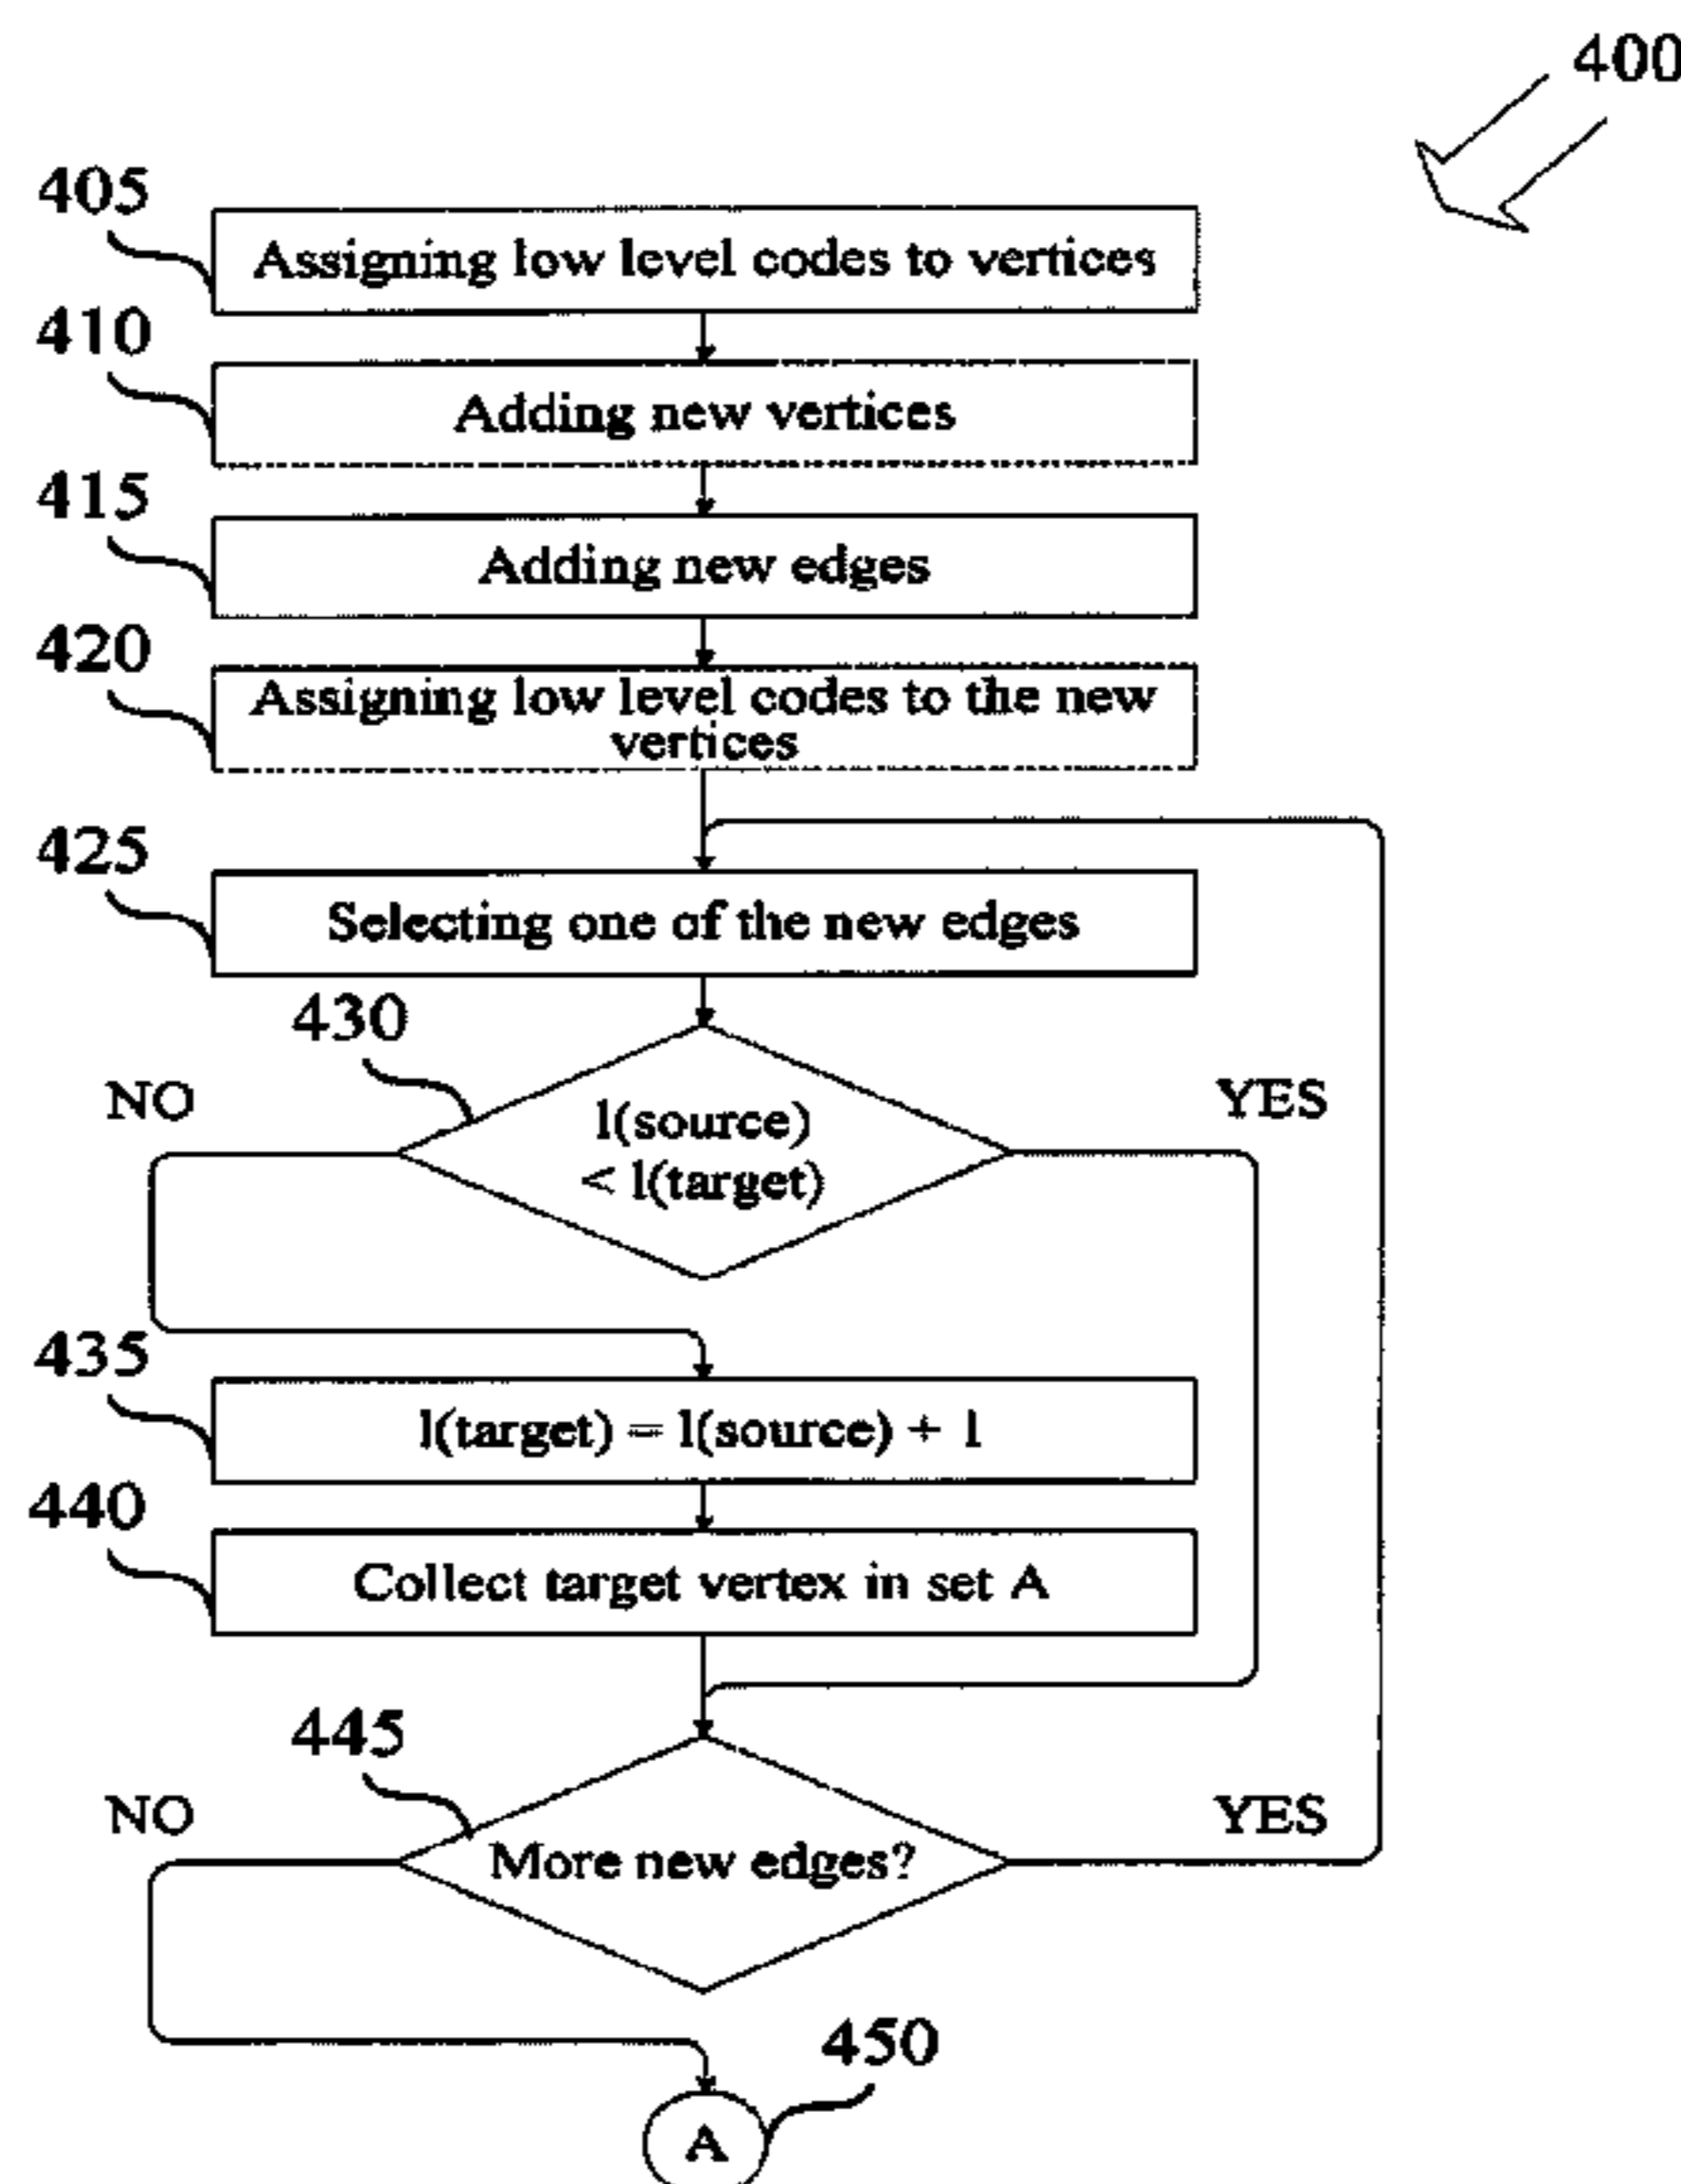 400
405
Assigning low level codes to vertices
410
Adding new vertices
415
Adding new edges
420
Assigning low level codes to the new
vertices
425
Selecting one of the new edges
430
NO
YES
l(source)
< l(target)
435
l(target) = l(source) + 1
440
Collect target vertex in set A
445
NO
YES
More new edges?
450
A